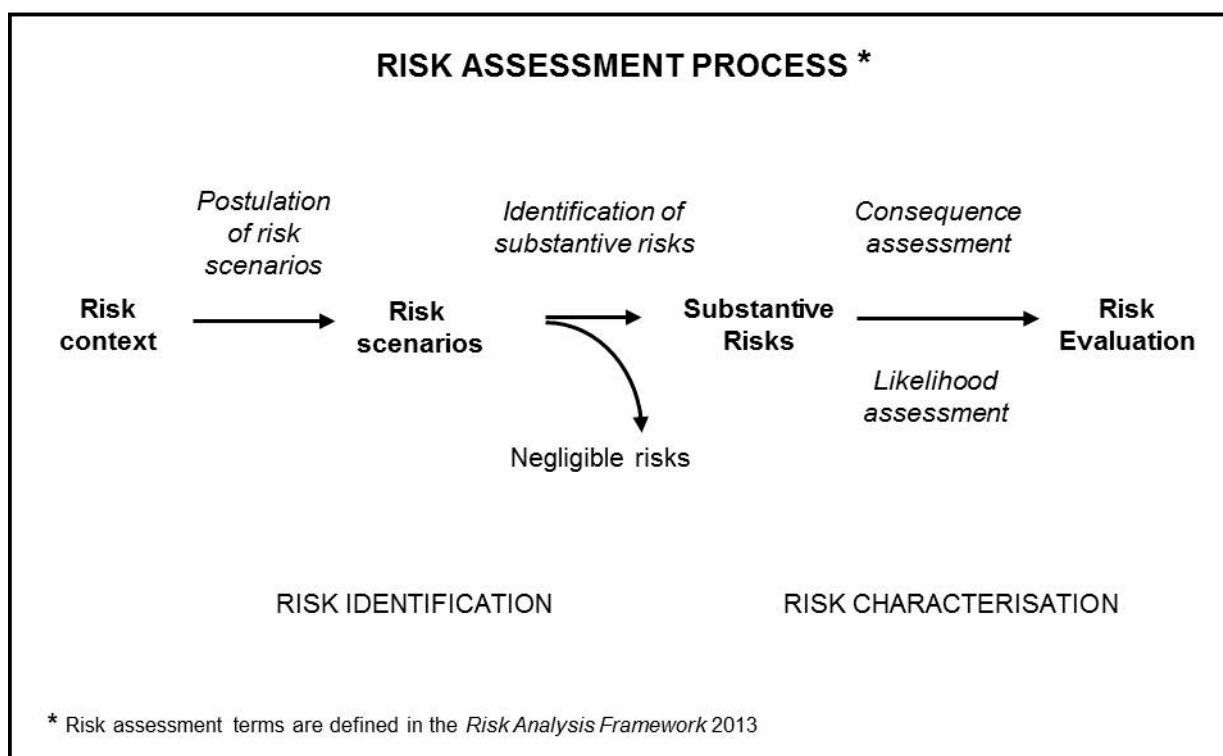 RISK ASSESSMENT PROCESS *
Postulation
of risk
scenarios
Identification of
substantive risks
Consequence
assessment
Risk
context
Risk
scenarios
Substantive
Risks
Risk
Evaluation
Likelihood
assessment
Negligible risks
RISK IDENTIFICATION
RISK CHARACTERISATION
* Risk assessment terms are defined in the Risk Analysis Framework 2013